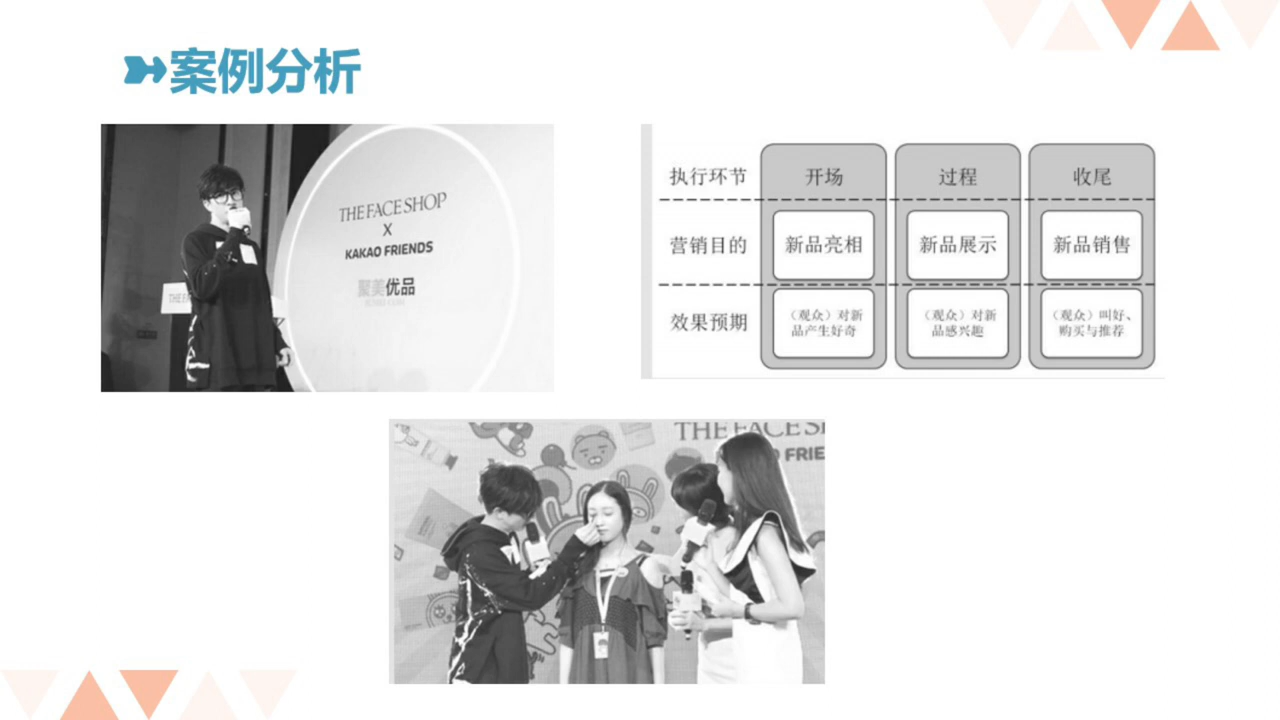 案例分析
THE FACE SHOP
X
KAKAO FRIENDS
聚美优品
执行环节
开场
过程
收尾
营销目的
新品亮相
新品展示
新品销售
效果预期
（观众）对新
品产生好奇
（观众）对新
品感兴趣
（观众）叫好、
购买与推荐
THE FACE S
O FRIE